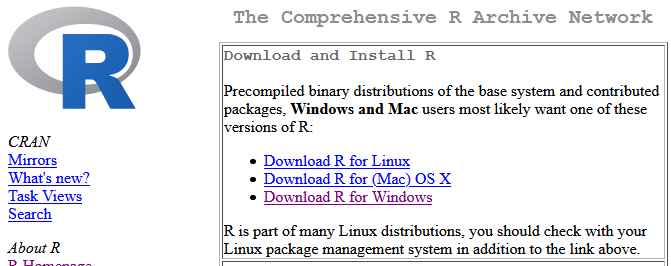 R
The Comprehensive R Archive Network
CRAN
Mirrors
What's new?
Task Views
Search
About R
R Homepage
Download and Install R
Precompiled binary distributions of the base system and contributed
packages, Windows and Mac users most likely want one of these
versions of R:
Download R for Linux
Download R for (Mac) OS X
Download R for Windows
R is part of many Linux distributions, you should check with your
Linux package management system in addition to the link above.